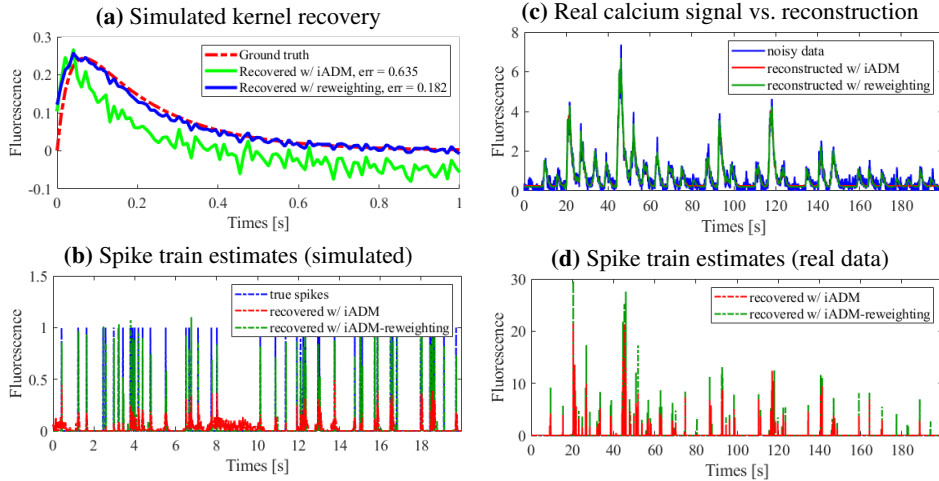 (a) Simulated kernel recovery
0.3
0.2
0.1
0
-0.1
Fluorescence
Ground truth
Recovered w/ iADM, err = 0.635
Recovered w/ reweighting, err = 0.182
0 0.2 0.4 0.6 0.8 1
Times [s]
(b) Spike train estimates (simulated)
1.5
1
0.5
0
Fluorescence
true spikes
recovered w/ iADM
recovered w/ iADM-reweighting
0 2 4 6 8 10 12 14 16 18
Times [s]
(c) Real calcium signal vs. reconstruction
8
6
4
2
0
Fluorescence
noisy data
reconstructed w/ iADM
reconstructed w/ reweighting
0 20 40 60 80 100 120 140 160 180
Times [s]
(d) Spike train estimates (real data)
30
20
10
0
Fluorescence
recovered w/ iADM
recovered w/ iADM-reweighting
0 20 40 60 80 100 120 140 160 180
Times [s]